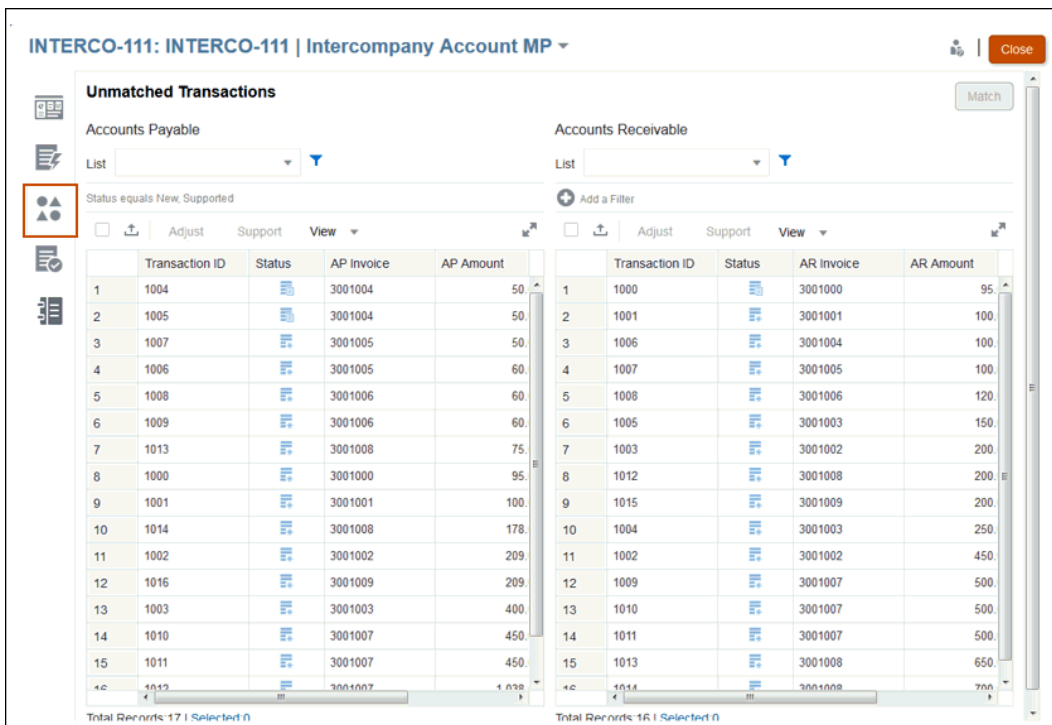 INTERCO-111: INTERCO-111 | Intercompany Account MP
Close
Unmatched Transactions
Match
Accounts Payable
List
Status equals New, Supported
Adjust Support View
Transaction ID Status AP Invoice AP Amount
1 1004 3001004 50.
2 1005 3001004 50.
3 1007 3001005 50.
4 1006 3001005 60.
5 1008 3001006 60.
6 1009 3001006 60.
7 1013 3001008 75.
8 1000 3001000 95.
9 1001 3001001 100.
10 1014 3001008 178.
11 1002 3001002 209.
12 1016 3001009 209.
13 1003 3001003 400.
14 1010 3001007 450.
15 1011 3001007 450.
16 1012 3001007 1,038
Total Records:17 | Selected:0
Accounts Receivable
List
Add a Filter
Adjust Support View
Transaction ID Status AR Invoice AR Amount
1 1000 3001000 95.
2 1001 3001001 100.
3 1006 3001004 100.
4 1007 3001005 100.
5 1008 3001006 120.
6 1005 3001003 150.
7 1003 3001002 200.
8 1012 3001008 200.
9 1015 3001009 200.
10 1004 3001003 250.
11 1002 3001002 450.
12 1009 3001007 500.
13 1010 3001007 500.
14 1011 3001007 500.
15 1013 3001008 650.
16 1014 3001008 700
Total Records:16 | Selected:0